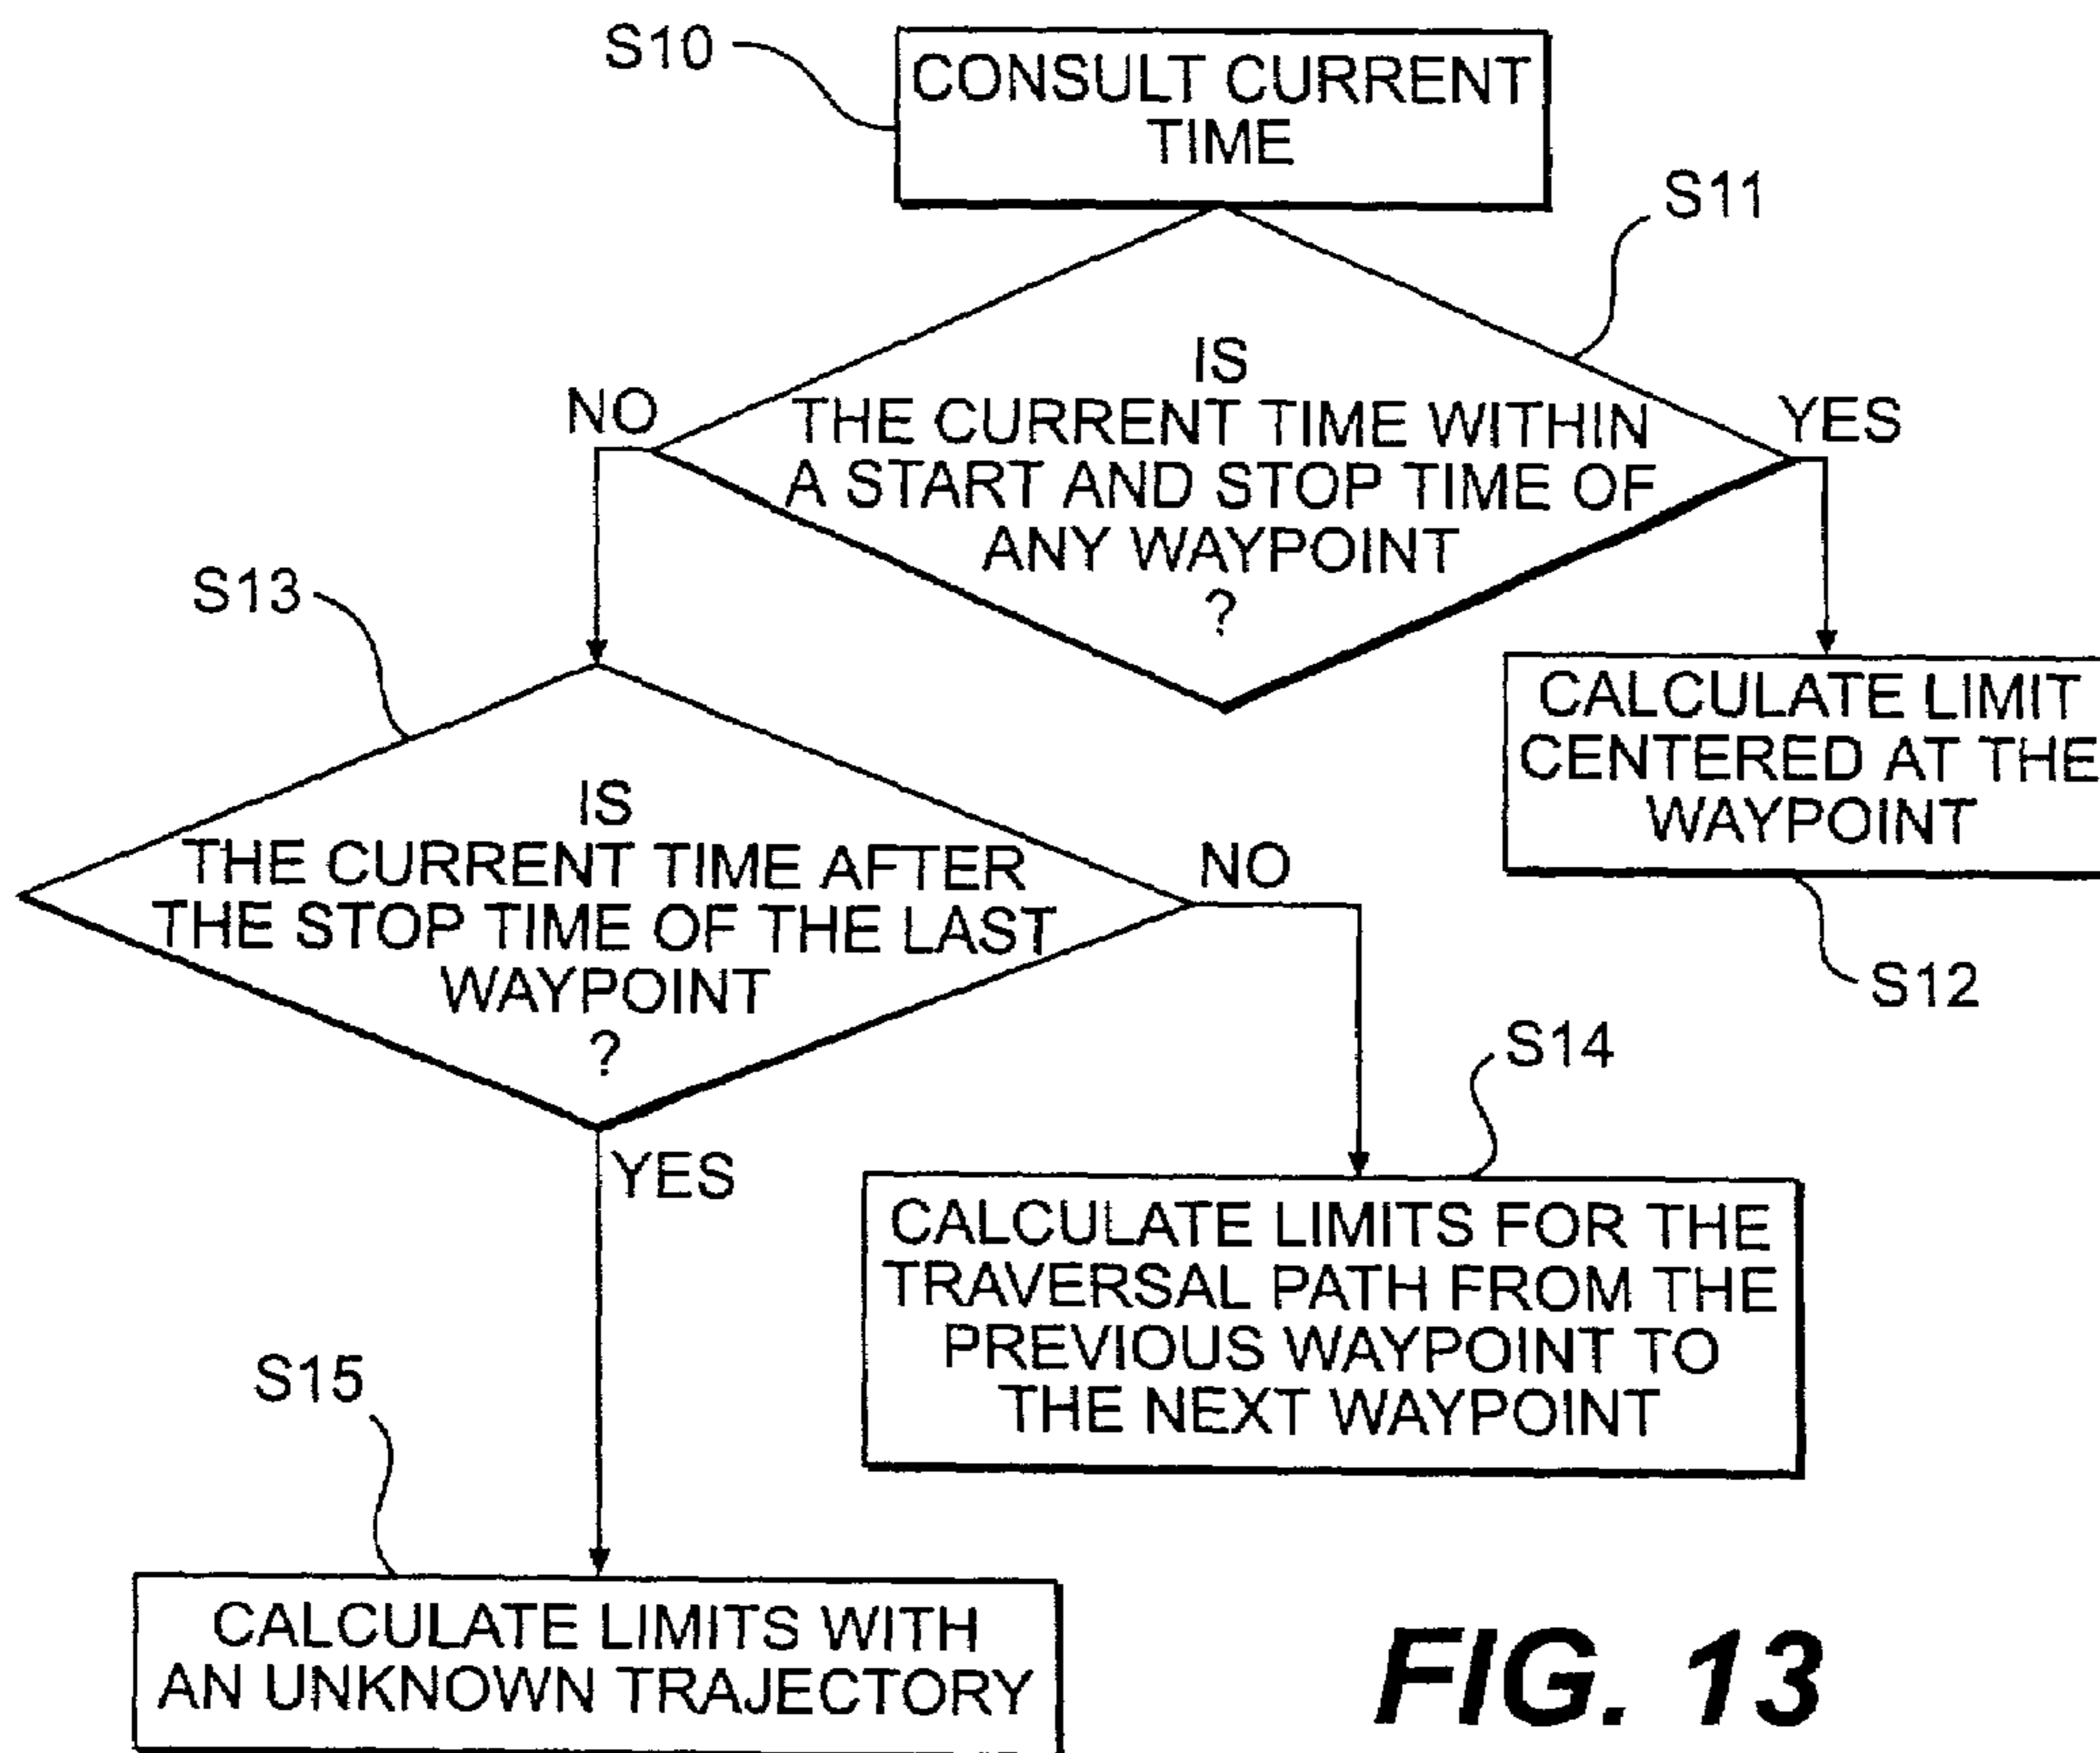 S10
CONSULT CURRENT
TIME
S11
IS
THE CURRENT TIME WITHIN
A START AND STOP TIME OF
ANY WAYPOINT
?
NO
YES
S13
CALCULATE LIMIT
CENTERED AT THE
WAYPOINT
S12
IS
THE CURRENT TIME AFTER
THE STOP TIME OF THE LAST
WAYPOINT
?
NO
YES
S14
CALCULATE LIMITS FOR THE
TRAVERSAL PATH FROM THE
PREVIOUS WAYPOINT TO
THE NEXT WAYPOINT
S15
CALCULATE LIMITS WITH
AN UNKNOWN TRAJECTORY
FIG. 13